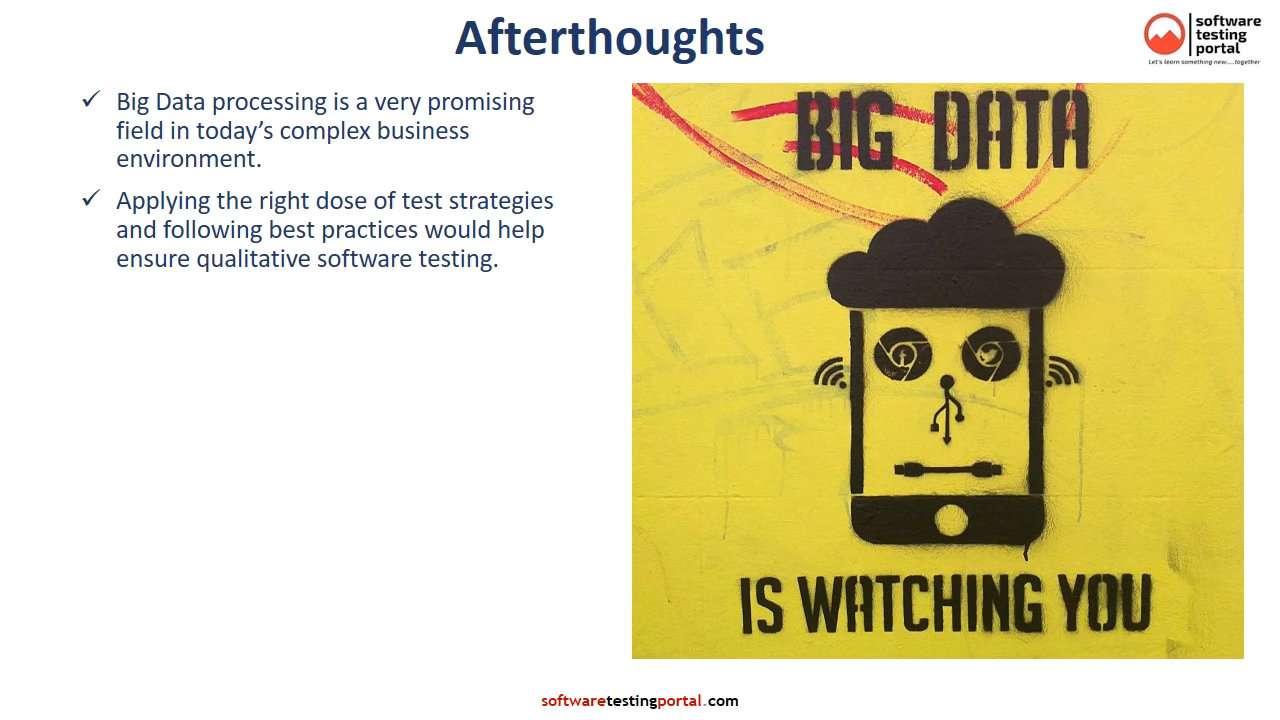 Afterthoughts
software
testing
portal
Let's learn something new....together
✓ Big Data processing is a very promising
field in today’s complex business
environment.
✓ Applying the right dose of test strategies
and following best practices would help
ensure qualitative software testing.
BIG DATA
IS WATCHING YOU
softwaretestingportal.com